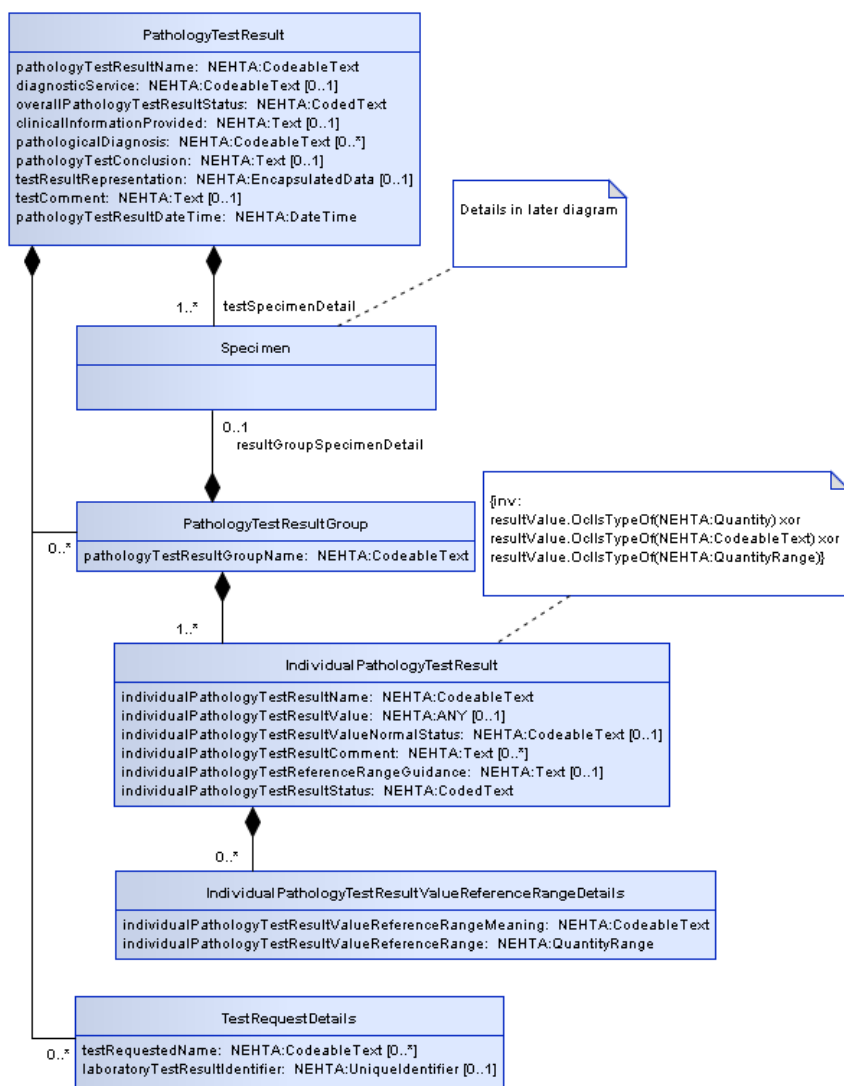 PathologyTestResult
pathologyTestResultName: NEHTA:CodeableText
diagnosticService: NEHTA:CodeableText [0..1]
overallPathologyTestResultStatus: NEHTA:CodedText
clinicalInformationProvided: NEHTA:Text [0..1]
pathologicalDiagnosis: NEHTA:CodeableText [0..*]
pathologyTestConclusion: NEHTA:Text [0..1]
testResultRepresentation: NEHTA:EncapsulatedData [0..1]
testComment: NEHTA:Text [0..1]
pathologyTestResultDateTime: NEHTA:DateTime
Details in later diagram
1..* testSpecimenDetail
Specimen
0..1
resultGroupSpecimenDetail
{inv:
resultValue.OclIsTypeOf(NEHTA:Quantity) xor
resultValue.OclIsTypeOf(NEHTA:CodeableText) xor
resultValue.OclIsTypeOf(NEHTA:QuantityRange)}
PathologyTestResultGroup
0..*
pathologyTestResultGroupName: NEHTA:CodeableText
1..*
IndividualPathologyTestResult
individualPathologyTestResultName: NEHTA:CodeableText
individualPathologyTestResultValue: NEHTA:ANY [0..1]
individualPathologyTestResultValueNormalStatus: NEHTA:CodeableText [0..1]
individualPathologyTestResultComment: NEHTA:Text [0..*]
individualPathologyTestReferenceRangeGuidance: NEHTA:Text [0..1]
individualPathologyTestResultStatus: NEHTA:CodedText
0..*
IndividualPathologyTestResultValueReferenceRangeDetails
individualPathologyTestResultValueReferenceRangeMeaning: NEHTA:CodeableText
individualPathologyTestResultValueReferenceRange: NEHTA:QuantityRange
TestRequestDetails
0..*
testRequestedName: NEHTA:CodeableText [0..*]
laboratoryTestResultIdentifier: NEHTA:UniqueIdentifier [0..1]